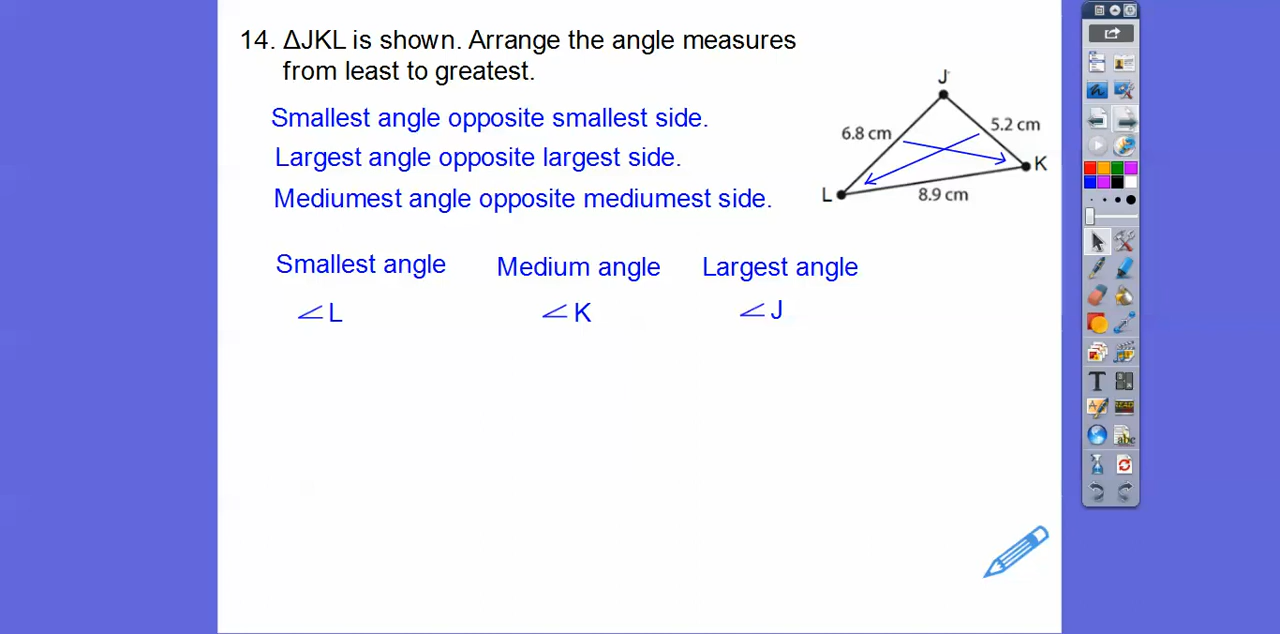 14. ΔJKL is shown. Arrange the angle measures
from least to greatest.
Smallest angle opposite smallest side.
Largest angle opposite largest side.
Mediumest angle opposite mediumest side.
J
6.8 cm
5.2 cm
K
L
8.9 cm
Smallest angle
Medium angle
Largest angle
∠L
∠K
∠J